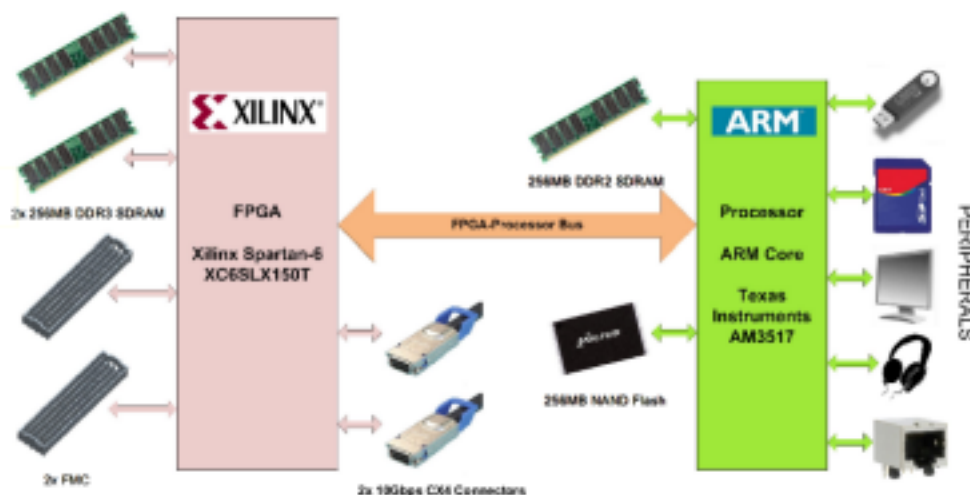 XILINX®
FPGA
Xilinx Spartan-6
XC6SLX150T
2x 256MB DDR3 SDRAM
2x FMC
2x 10Gbps CX4 Connectors
FPGA-Processor Bus
256MB DDR2 SDRAM
256MB NAND Flash
Micron
ARM
Processor
ARM Core
Texas
Instruments
AM3517
PERIPHERALS